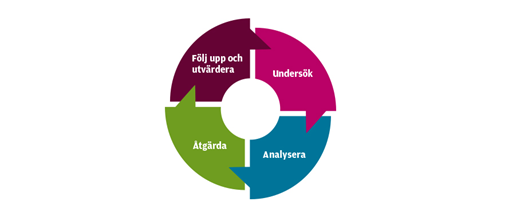 Följ upp och
utvärdera
Undersök
Analysera
Åtgärda